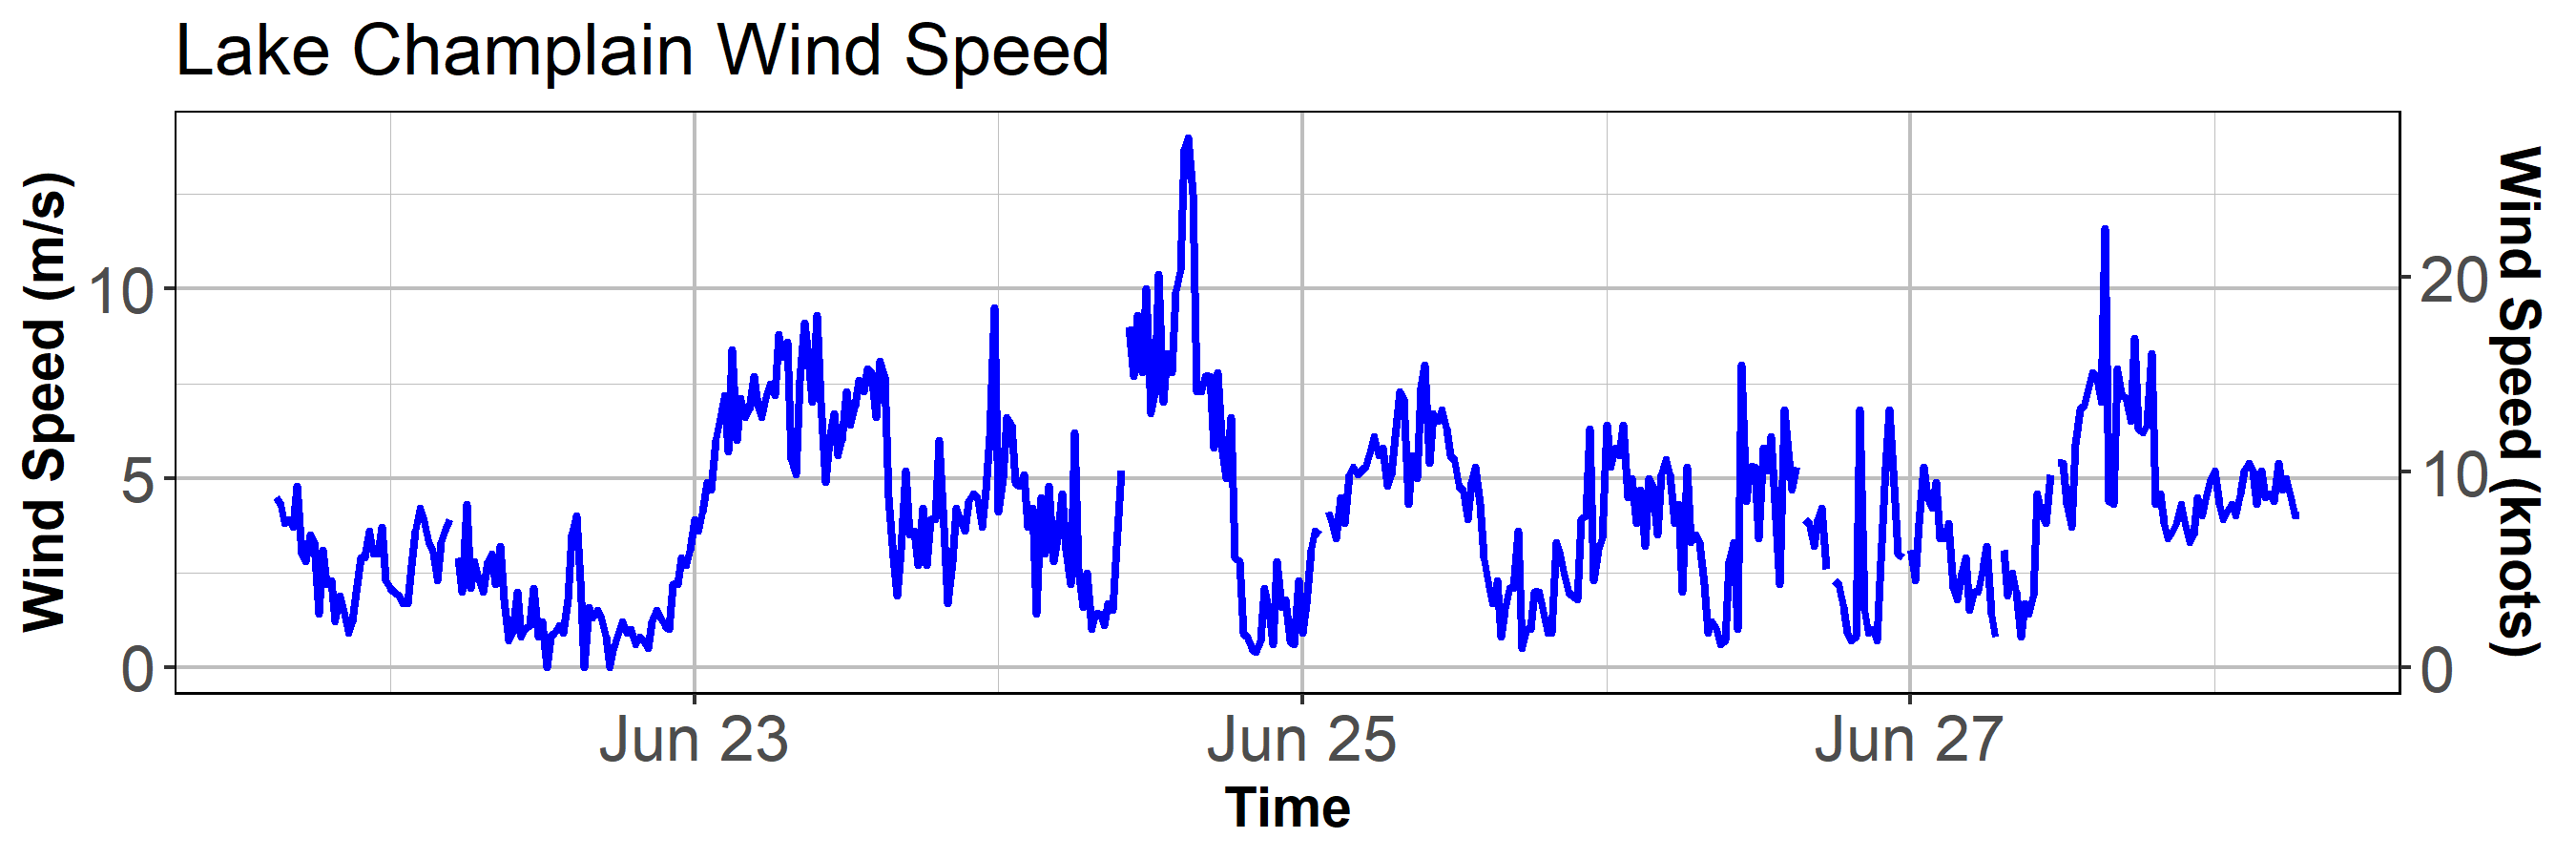 Lake Champlain Wind Speed
Wind Speed (m/s)
10
5
0
20
10
0
Wind Speed (knots)
Jun 23
Jun 25
Jun 27
Time